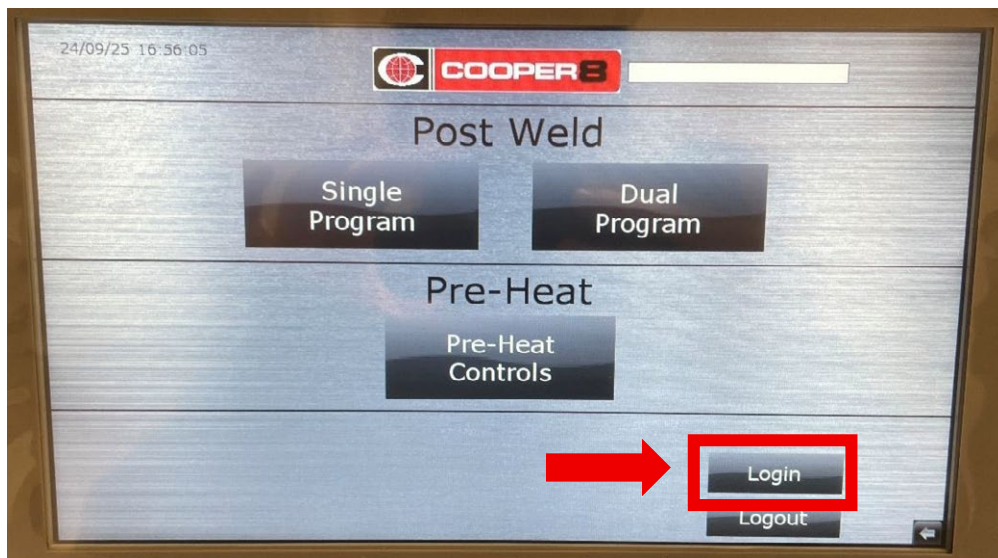 24/09/25 16:56:05
COOPER8
Post Weld
Single
Program
Dual
Program
Pre-Heat
Pre-Heat
Controls
Login
Logout